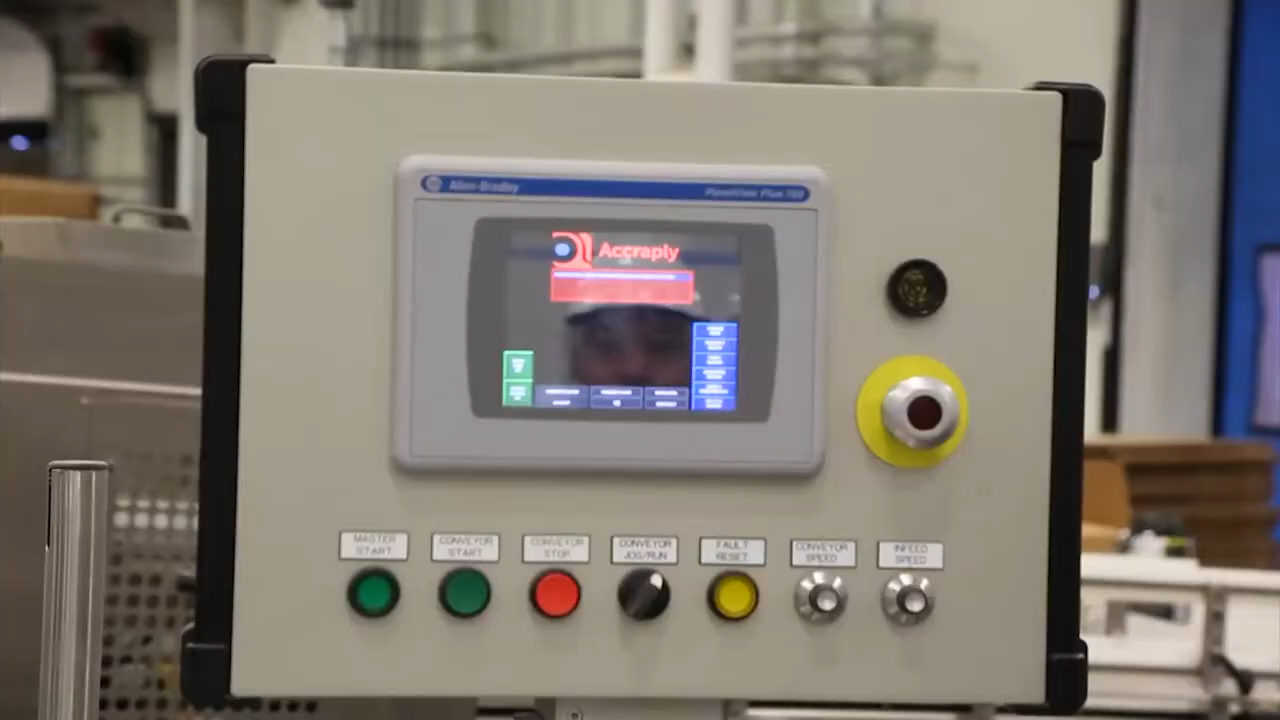 Allen-Bradley
PanelView Plus 700
Accraply
MASTER
START
CONVEYOR
START
CONVEYOR
STOP
CONVEYOR
JOG/RUN
FAULT
RESET
CONVEYOR
SPEED
INFEED
SPEED